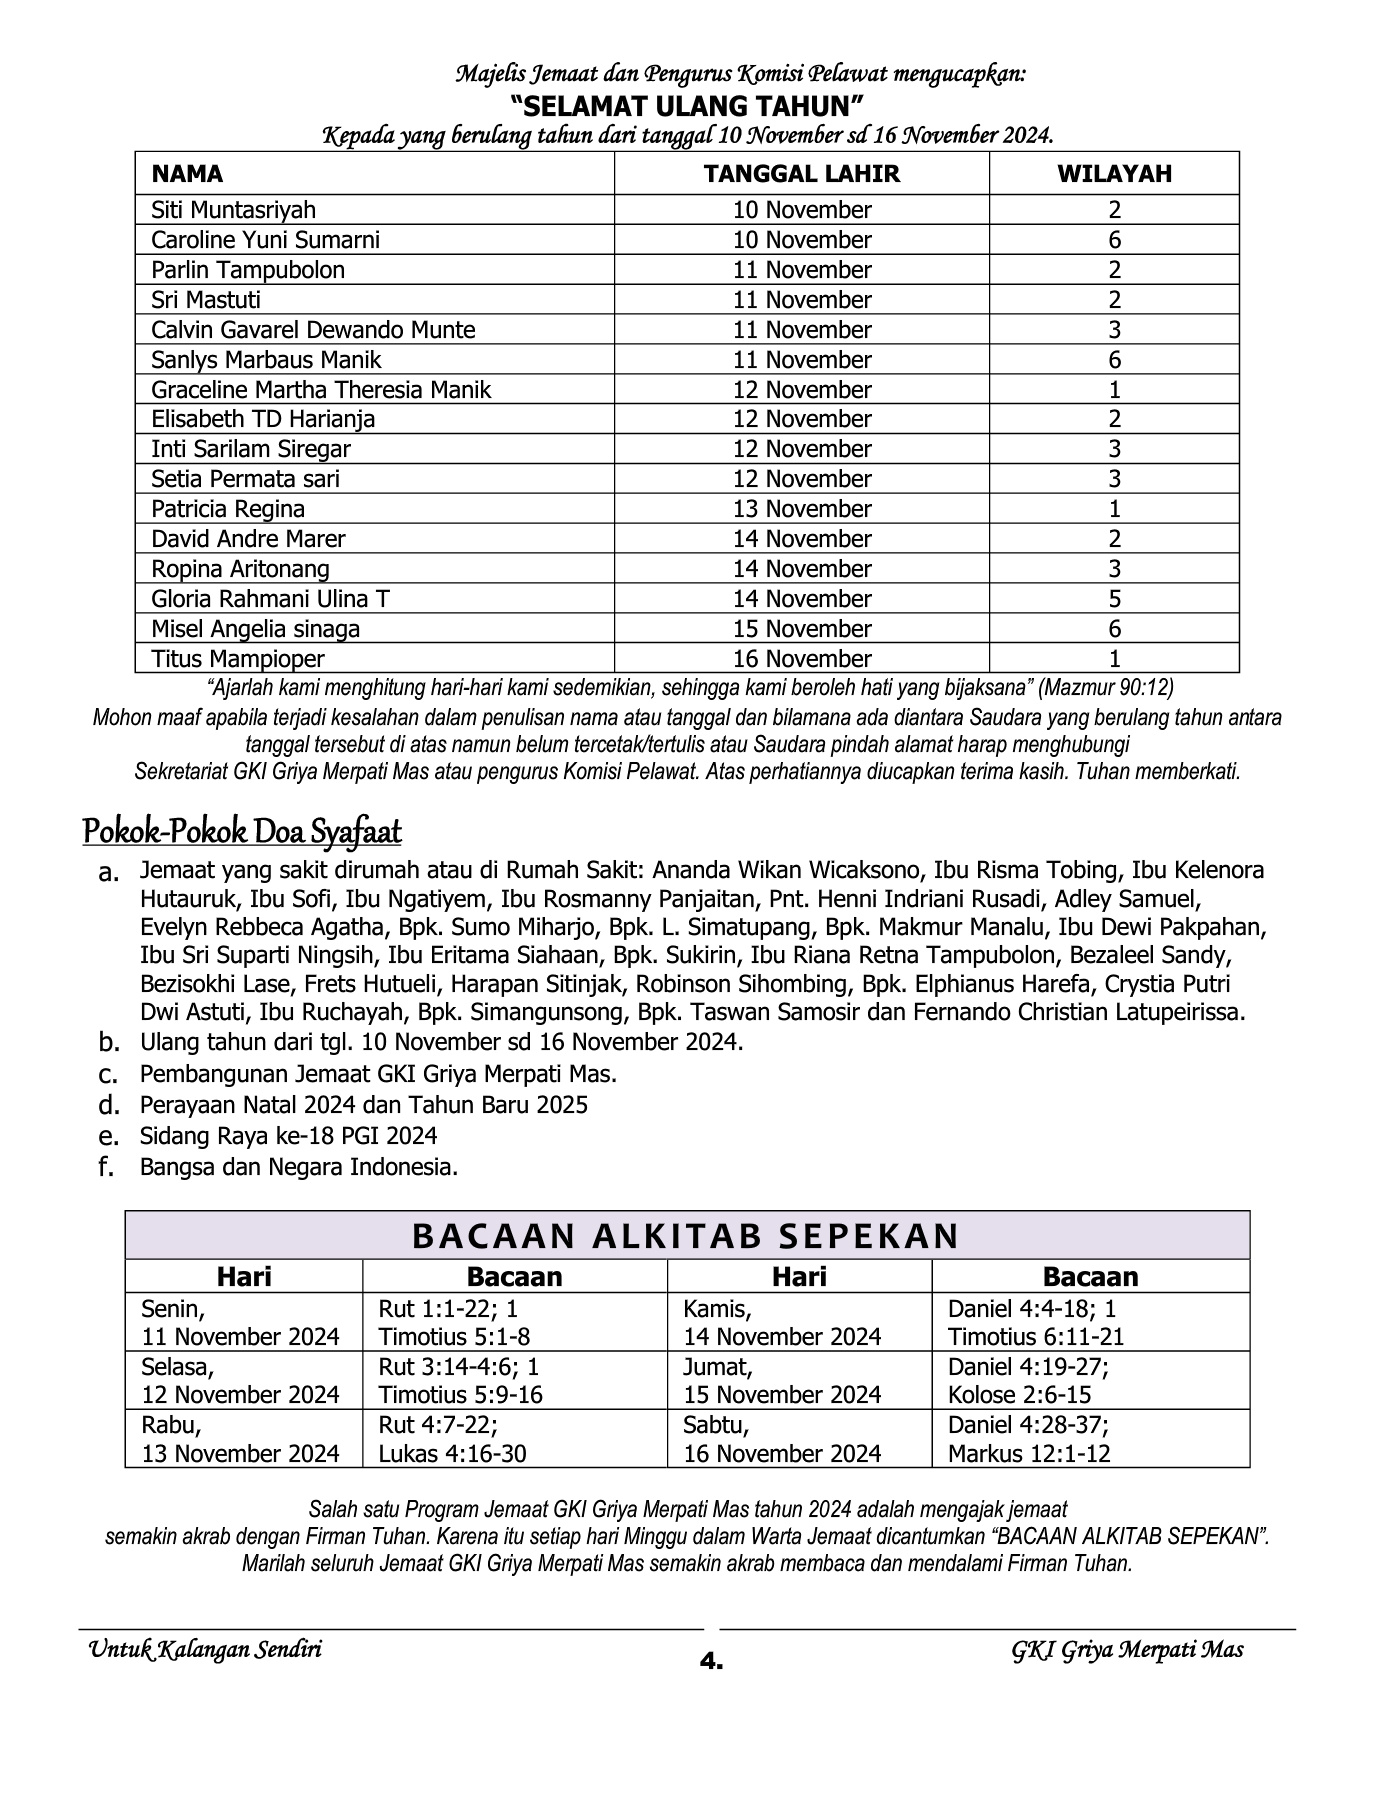 Majelis Jemaat dan Pengurus Komisi Pelawat mengucapkan:
“SELAMAT ULANG TAHUN”
Kepada yang berulang tahun dari tanggal 10 November sd 16 November 2024.
NAMA TANGGAL LAHIR WILAYAH
Siti Muntasriyah 10 November 2
Caroline Yuni Sumarni 10 November 6
Parlin Tampubolon 11 November 2
Sri Mastuti 11 November 2
Calvin Gavarel Dewando Munte 11 November 3
Sanlys Marbaus Manik 11 November 6
Graceline Martha Theresia Manik 12 November 1
Elisabeth TD Harianja 12 November 2
Inti Sarilam Siregar 12 November 3
Setia Permata sari 12 November 3
Patricia Regina 13 November 1
David Andre Marer 14 November 2
Ropina Aritonang 14 November 3
Gloria Rahmani Ulina T 14 November 5
Misel Angelia sinaga 15 November 6
Titus Mampioper 16 November 1
“Ajarlah kami menghitung hari-hari kami sedemikian, sehingga kami beroleh hati yang bijaksana” (Mazmur 90:12)
Mohon maaf apabila terjadi kesalahan dalam penulisan nama atau tanggal dan bilamana ada diantara Saudara yang berulang tahun antara
tanggal tersebut di atas namun belum tercetak/tertulis atau Saudara pindah alamat harap menghubungi
Sekretariat GKI Griya Merpati Mas atau pengurus Komisi Pelawat. Atas perhatiannya diucapkan terima kasih. Tuhan memberkati.
Pokok-Pokok Doa Syafaat
a. Jemaat yang sakit dirumah atau di Rumah Sakit: Ananda Wikan Wicaksono, Ibu Risma Tobing, Ibu Kelenora
Hutauruk, Ibu Sofi, Ibu Ngatiyem, Ibu Rosmanny Panjaitan, Pnt. Henni Indriani Rusadi, Adley Samuel,
Evelyn Rebbeca Agatha, Bpk. Sumo Miharjo, Bpk. L. Simatupang, Bpk. Makmur Manalu, Ibu Dewi Pakpahan,
Ibu Sri Suparti Ningsih, Ibu Eritama Siahaan, Bpk. Sukirin, Ibu Riana Retna Tampubolon, Bezaleel Sandy,
Bezisokhi Lase, Frets Hutueli, Harapan Sitinjak, Robinson Sihombing, Bpk. Elphianus Harefa, Crystia Putri
Dwi Astuti, Ibu Ruchayah, Bpk. Simangunsong, Bpk. Taswan Samosir dan Fernando Christian Latupeirissa.
b. Ulang tahun dari tgl. 10 November sd 16 November 2024.
c. Pembangunan Jemaat GKI Griya Merpati Mas.
d. Perayaan Natal 2024 dan Tahun Baru 2025
e. Sidang Raya ke-18 PGI 2024
f. Bangsa dan Negara Indonesia.
BACAAN ALKITAB SEPEKAN
Hari Bacaan Hari Bacaan
Senin, Rut 1:1-22; 1 Kamis, Daniel 4:4-18; 1
11 November 2024 Timotius 5:1-8 14 November 2024 Timotius 6:11-21
Selasa, Rut 3:14-4:6; 1 Jumat, Daniel 4:19-27;
12 November 2024 Timotius 5:9-16 15 November 2024 Kolose 2:6-15
Rabu, Rut 4:7-22; Sabtu, Daniel 4:28-37;
13 November 2024 Lukas 4:16-30 16 November 2024 Markus 12:1-12
Salah satu Program Jemaat GKI Griya Merpati Mas tahun 2024 adalah mengajak jemaat
semakin akrab dengan Firman Tuhan. Karena itu setiap hari Minggu dalam Warta Jemaat dicantumkan “BACAAN ALKITAB SEPEKAN”.
Marilah seluruh Jemaat GKI Griya Merpati Mas semakin akrab membaca dan mendalami Firman Tuhan.
Untuk Kalangan Sendiri 4. GKI Griya Merpati Mas